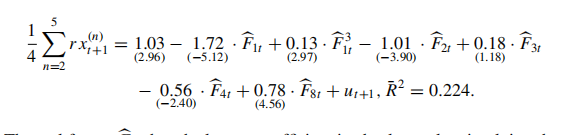 1/4 ∑_{n=2}^{5} rx_{t+1}^{(n)} = 1.03 − 1.72 · F̂_{1t} + 0.13 · F̂_{1t}^3 − 1.01 · F̂_{2t} + 0.18 · F̂_{3t}
(2.96) (−5.12) (2.97) (−3.90) (1.18)
− 0.56 · F̂_{4t} + 0.78 · F̂_{8t} + u_{t+1}, R̄² = 0.224.
(−2.40) (4.56)